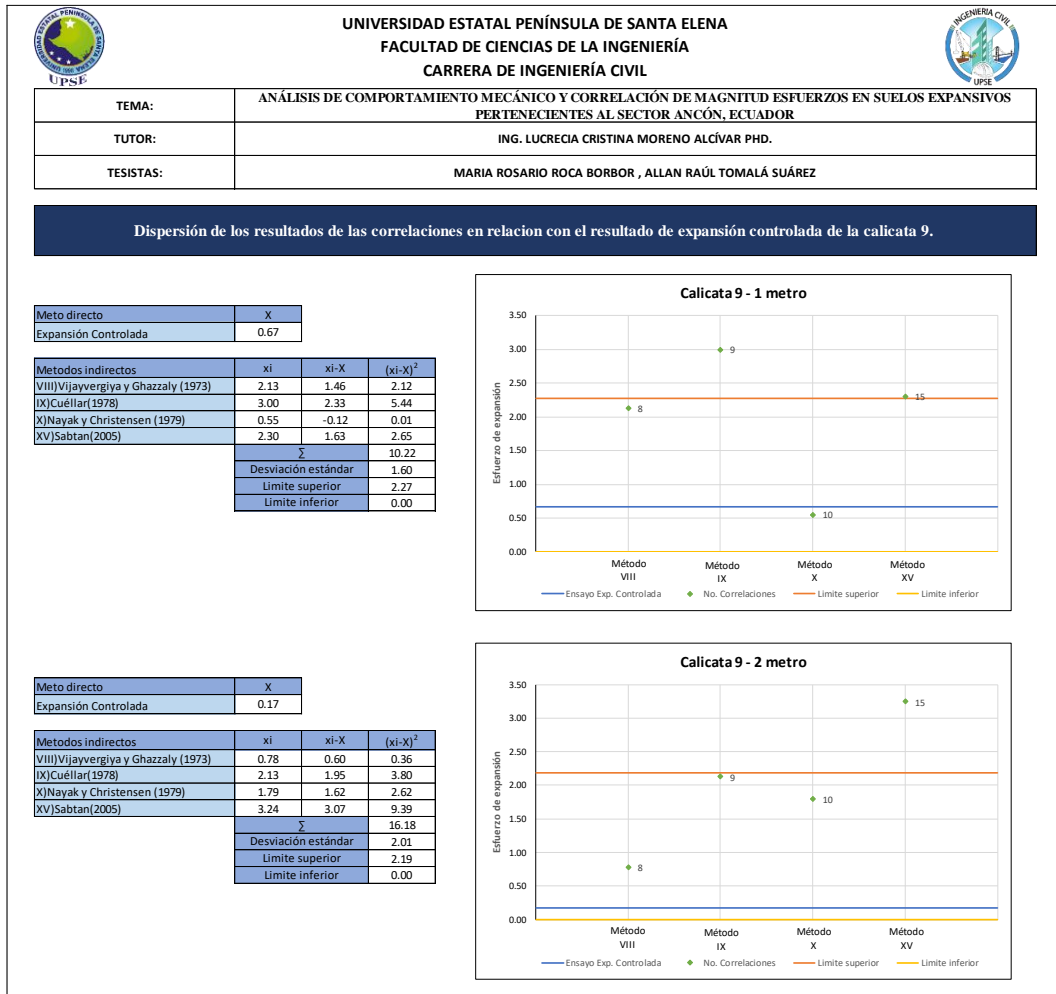 UNIVERSIDAD ESTATAL PENÍNSULA DE SANTA ELENA
FACULTAD DE CIENCIAS DE LA INGENIERÍA
CARRERA DE INGENIERÍA CIVIL
UNIVERSIDAD ESTATAL PENINSULA DE SANTA ELENA
UPSE
INGENIERIA CIVIL
UPSE
TEMA: ANÁLISIS DE COMPORTAMIENTO MECÁNICO Y CORRELACIÓN DE MAGNITUD ESFUERZOS EN SUELOS EXPANSIVOS
PERTENECIENTES AL SECTOR ANCÓN, ECUADOR
TUTOR: ING. LUCRECIA CRISTINA MORENO ALCÍVAR PHD.
TESISTAS: MARIA ROSARIO ROCA BORBOR , ALLAN RAÚL TOMALÁ SUÁREZ
Dispersión de los resultados de las correlaciones en relacion con el resultado de expansión controlada de la calicata 9.
Meto directo X
Expansión Controlada 0.67
Metodos indirectos xi xi-X (xi-X)²
VIII)Vijayvergiya y Ghazzaly (1973) 2.13 1.46 2.12
IX)Cuéllar(1978) 3.00 2.33 5.44
X)Nayak y Christensen (1979) 0.55 -0.12 0.01
XV)Sabtan(2005) 2.30 1.63 2.65
∑ 10.22
Desviación estándar 1.60
Limite superior 2.27
Limite inferior 0.00
Calicata 9 - 1 metro
Esfuerzo de expansión
3.50
3.00
2.50
2.00
1.50
1.00
0.50
0.00
8
9
10
15
Método VIII
Método IX
Método X
Método XV
Ensayo Exp. Controlada No. Correlaciones Limite superior Limite inferior
Meto directo X
Expansión Controlada 0.17
Metodos indirectos xi xi-X (xi-X)²
VIII)Vijayvergiya y Ghazzaly (1973) 0.78 0.60 0.36
IX)Cuéllar(1978) 2.13 1.95 3.80
X)Nayak y Christensen (1979) 1.79 1.62 2.62
XV)Sabtan(2005) 3.24 3.07 9.39
∑ 16.18
Desviación estándar 2.01
Limite superior 2.19
Limite inferior 0.00
Calicata 9 - 2 metro
Esfuerzo de expansión
3.50
3.00
2.50
2.00
1.50
1.00
0.50
0.00
8
9
10
15
Método VIII
Método IX
Método X
Método XV
Ensayo Exp. Controlada No. Correlaciones Limite superior Limite inferior